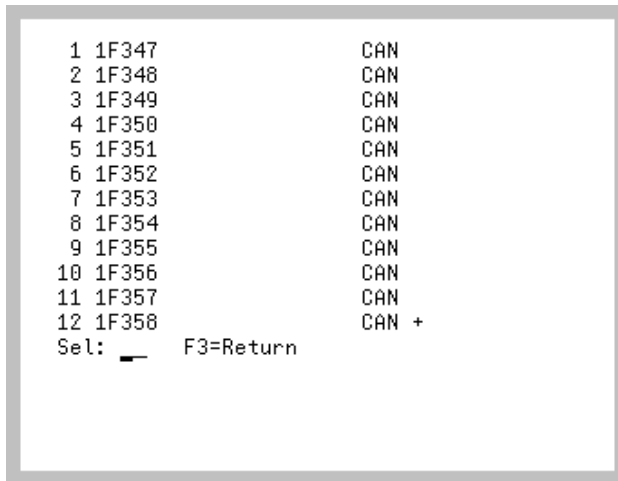 1 1F347 CAN
2 1F348 CAN
3 1F349 CAN
4 1F350 CAN
5 1F351 CAN
6 1F352 CAN
7 1F353 CAN
8 1F354 CAN
9 1F355 CAN
10 1F356 CAN
11 1F357 CAN
12 1F358 CAN +
Sel: __ F3=Return